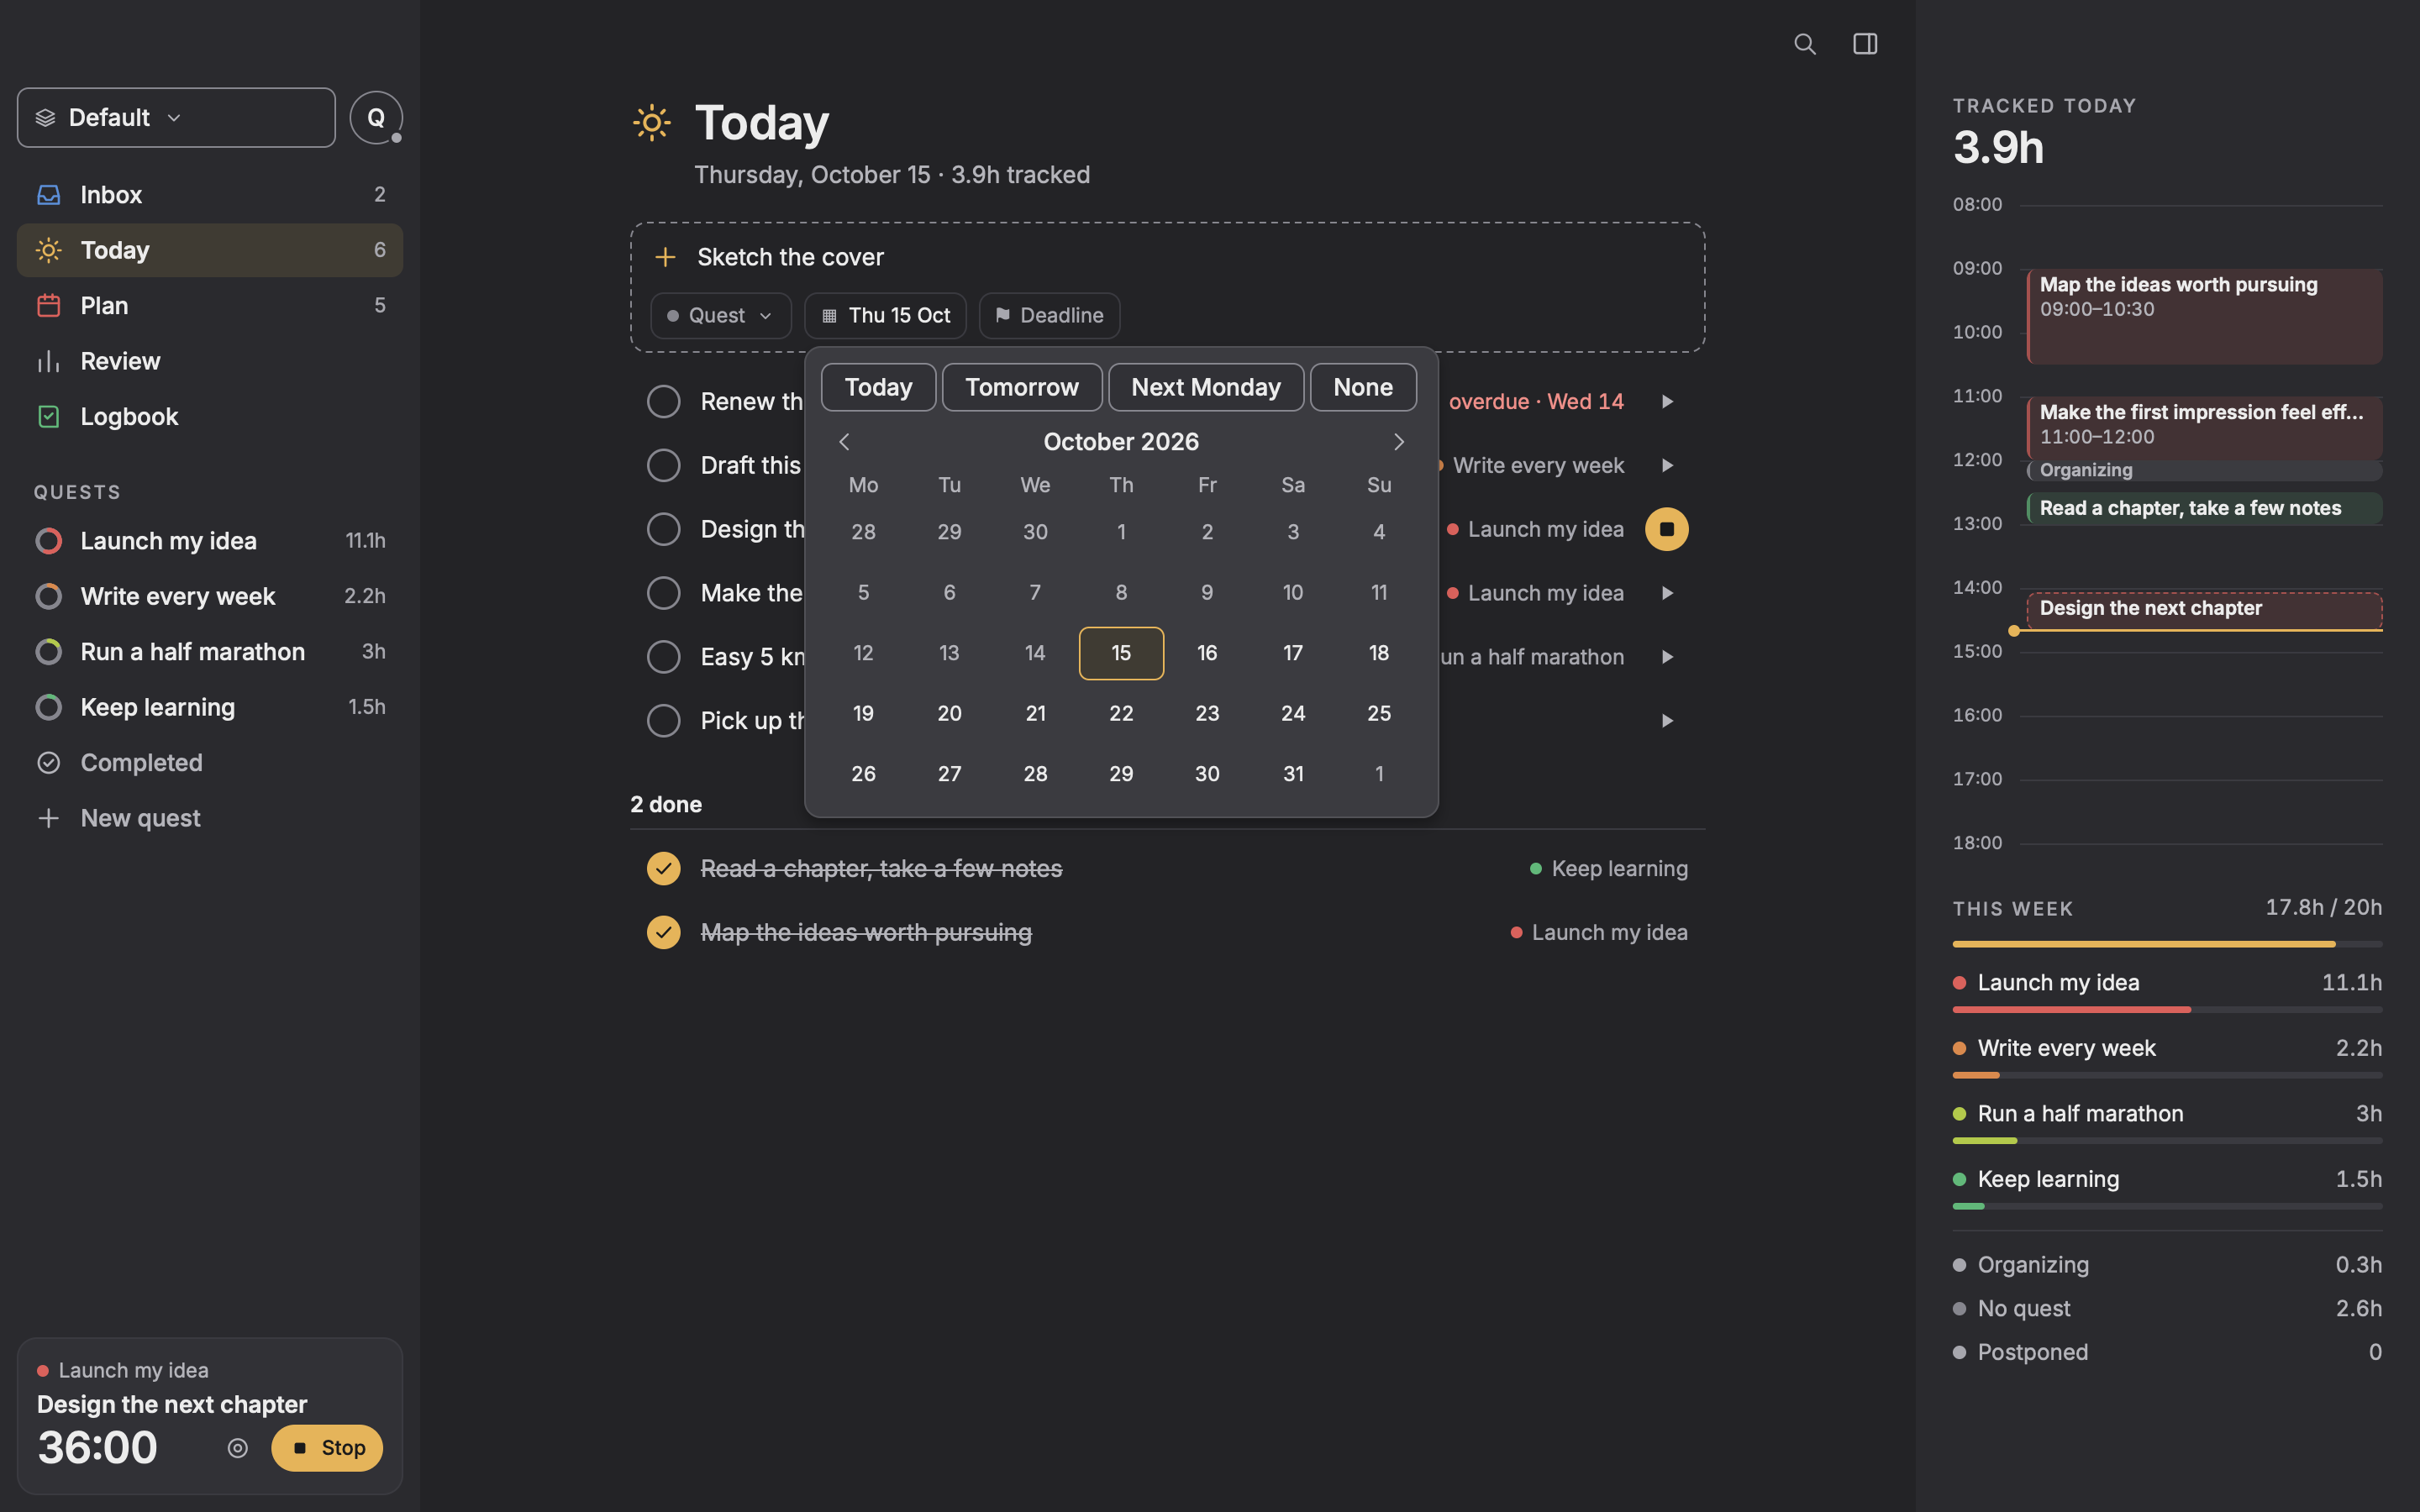 Default
Q
Inbox 2
Today 6
Plan 5
Review
Logbook
QUESTS
Launch my idea 11.1h
Write every week 2.2h
Run a half marathon 3h
Keep learning 1.5h
Completed
New quest
Launch my idea
Design the next chapter
36:00 Stop
Today
Thursday, October 15 · 3.9h tracked
Sketch the cover
Quest Thu 15 Oct Deadline
Today Tomorrow Next Monday None
October 2026
Mo Tu We Th Fr Sa Su
28 29 30 1 2 3 4
5 6 7 8 9 10 11
12 13 14 15 16 17 18
19 20 21 22 23 24 25
26 27 28 29 30 31 1
Renew th overdue · Wed 14
Draft this Write every week
Design th Launch my idea
Make the Launch my idea
Easy 5 km un a half marathon
Pick up th
2 done
Read a chapter, take a few notes Keep learning
Map the ideas worth pursuing Launch my idea
TRACKED TODAY
3.9h
08:00
09:00
Map the ideas worth pursuing
09:00–10:30
10:00
11:00
Make the first impression feel eff…
11:00–12:00
12:00
Organizing
Read a chapter, take a few notes
13:00
14:00
Design the next chapter
15:00
16:00
17:00
18:00
THIS WEEK 17.8h / 20h
Launch my idea 11.1h
Write every week 2.2h
Run a half marathon 3h
Keep learning 1.5h
Organizing 0.3h
No quest 2.6h
Postponed 0